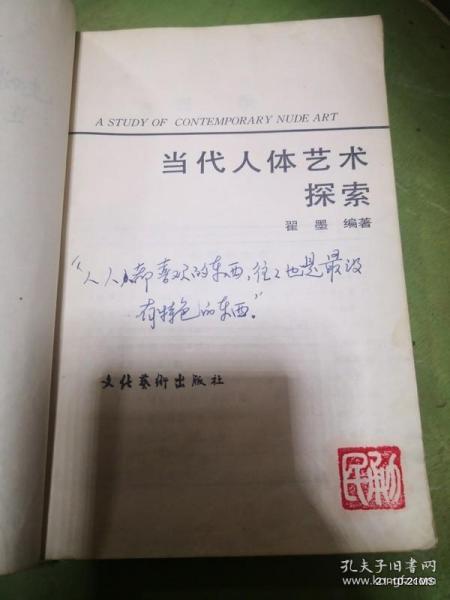 A STUDY OF CONTEMPORARY NUDE ART
当代人体艺术
探索
翟墨 编著
“人人都喜欢的东西,往往也是最没
有特色的东西。”
文化艺術出版社
孔夫子旧书网